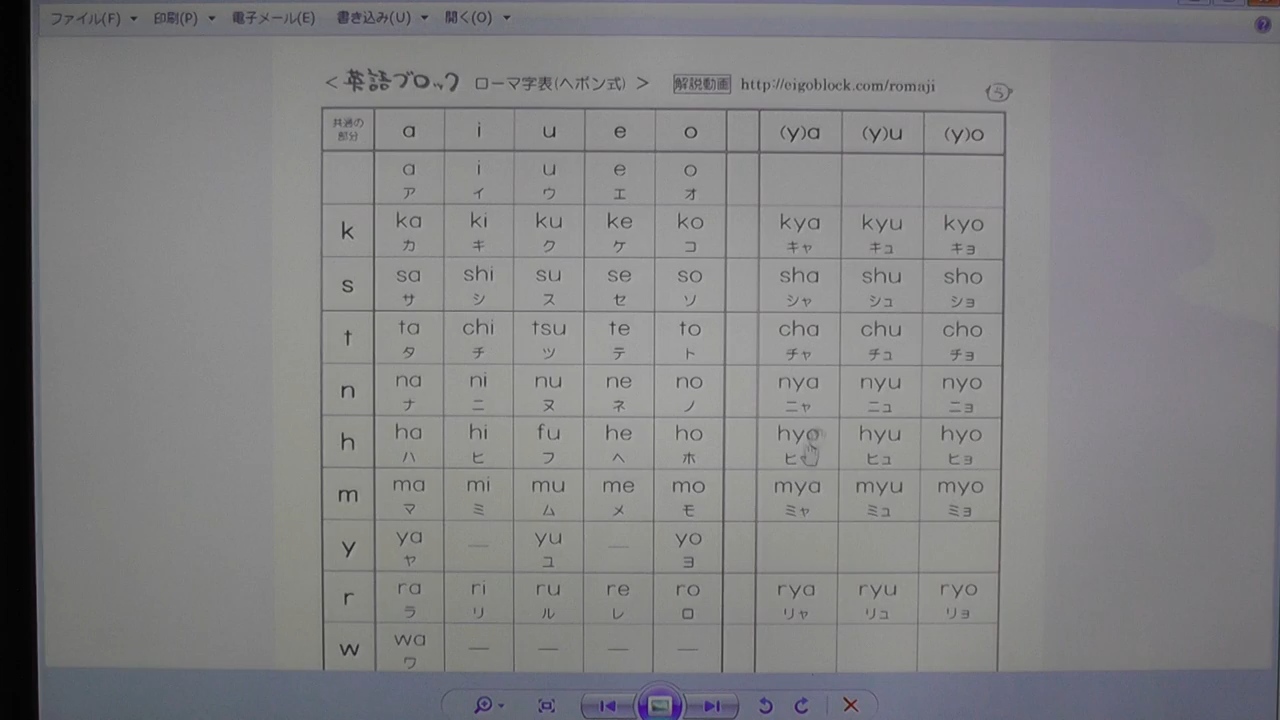 ファイル(F) 印刷(P) 電子メール(E) 書き込み(U) 開く(O)
<英語ブロック ローマ字表(ヘボン式) > 解説動画 http://eigoblock.com/romaji
共通の部分 a i u e o (y)a (y)u (y)o
a i u e o
ア イ ウ エ オ
k ka ki ku ke ko kya kyu kyo
カ キ ク ケ コ キャ キュ キョ
s sa shi su se so sha shu sho
サ シ ス セ ソ シャ シュ ショ
t ta chi tsu te to cha chu cho
タ チ ツ テ ト チャ チュ チョ
n na ni nu ne no nya nyu nyo
ナ ニ ヌ ネ ノ ニャ ニュ ニョ
h ha hi fu he ho hyu hyo
ハ ヒ フ ヘ ホ ヒュ ヒョ
m ma mi mu me mo mya myu myo
マ ミ ム メ モ ミャ ミュ ミョ
y ya — yu — yo
ヤ ユ ヨ
r ra ri ru re ro rya ryu ryo
ラ リ ル レ ロ リャ リュ リョ
w wa — — — —
ワ